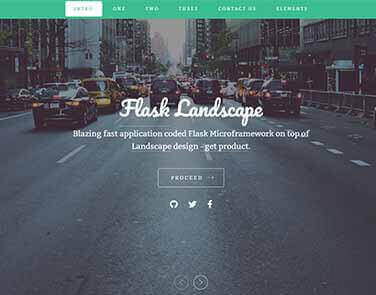 INTRO ONE TWO THREE CONTACT US ELEMENTS
Flask Landscape
Blazing fast application coded Flask Microframework on top of
Landscape design - get product.
PROCEED →